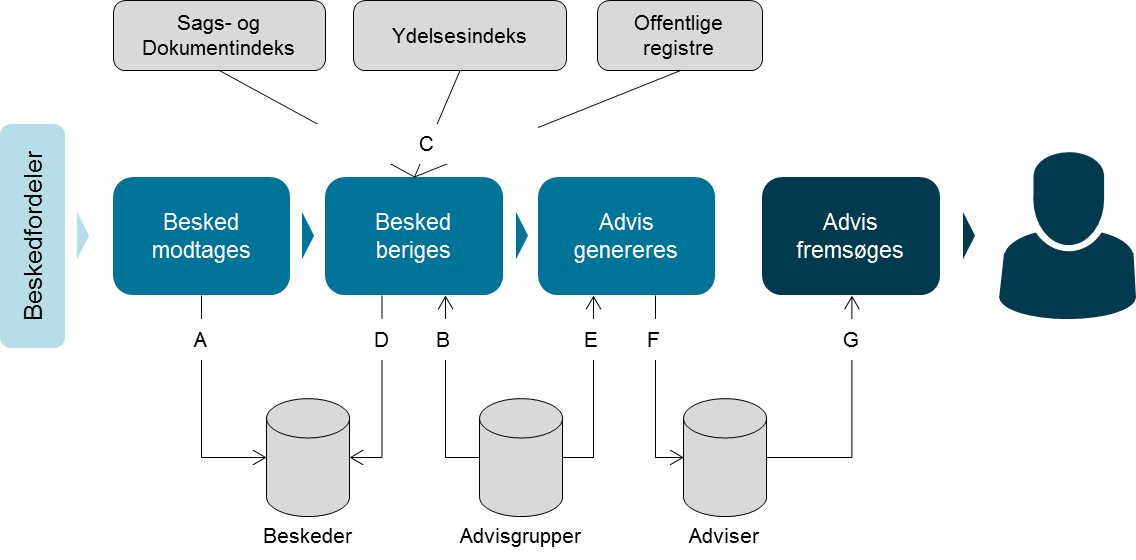 Sags- og
Dokumentindeks
Ydelsesindeks
Offentlige
registre
C
Beskedfordeler
Besked
modtages
Besked
beriges
Advis
genereres
Advis
fremsøges
A
D
B
E
F
G
Beskeder
Advisgrupper
Adviser